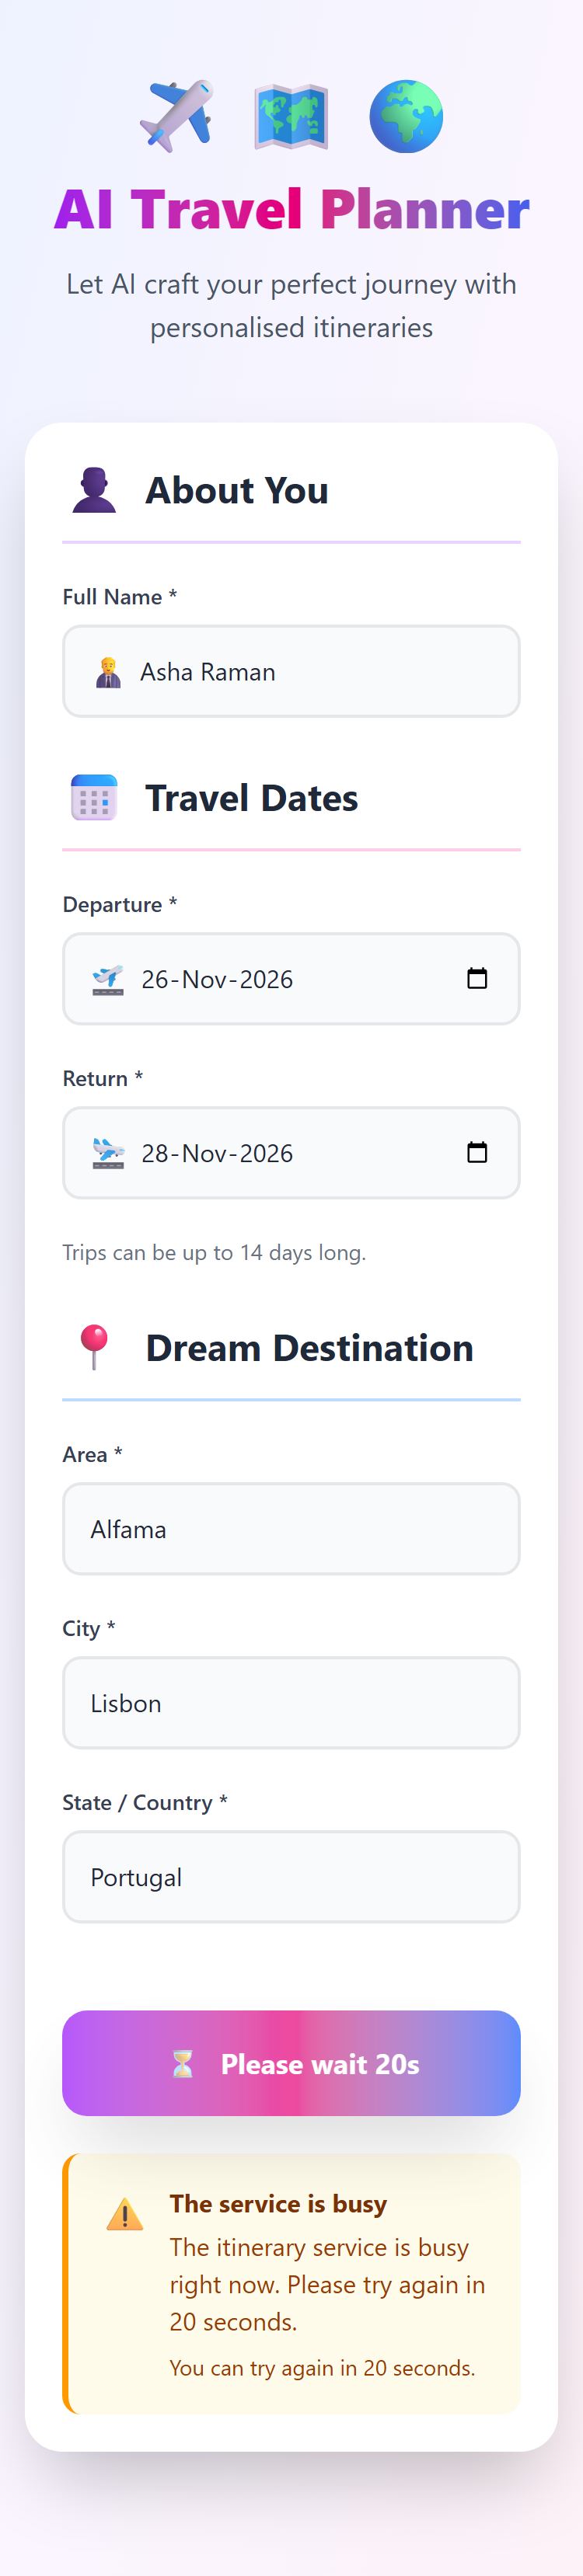 AI Travel Planner
Let AI craft your perfect journey with
personalised itineraries
About You
Full Name *
Asha Raman
Travel Dates
Departure *
26-Nov-2026
Return *
28-Nov-2026
Trips can be up to 14 days long.
Dream Destination
Area *
Alfama
City *
Lisbon
State / Country *
Portugal
Please wait 20s
The service is busy
The itinerary service is busy
right now. Please try again in
20 seconds.
You can try again in 20 seconds.